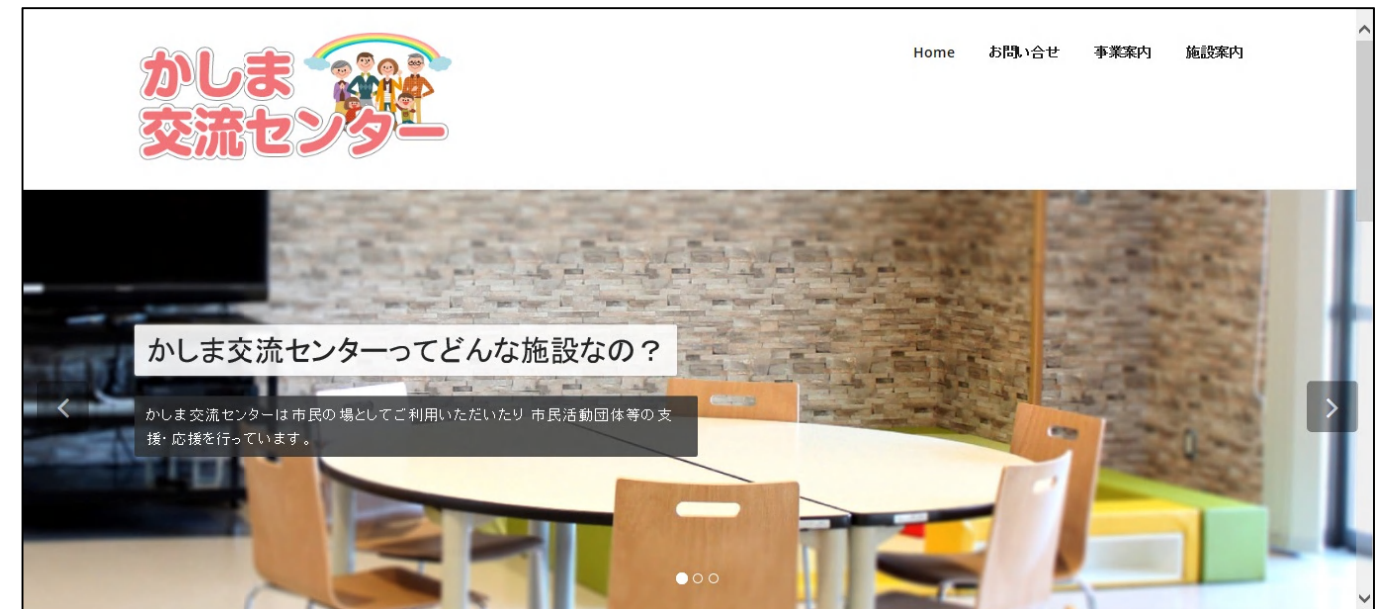 かしま
交流センター
Home お問い合せ 事業案内 施設案内
かしま交流センターってどんな施設なの？
かしま交流センターは市民の場としてご利用いただいたり 市民活動団体等の支
援・応援を行っています。